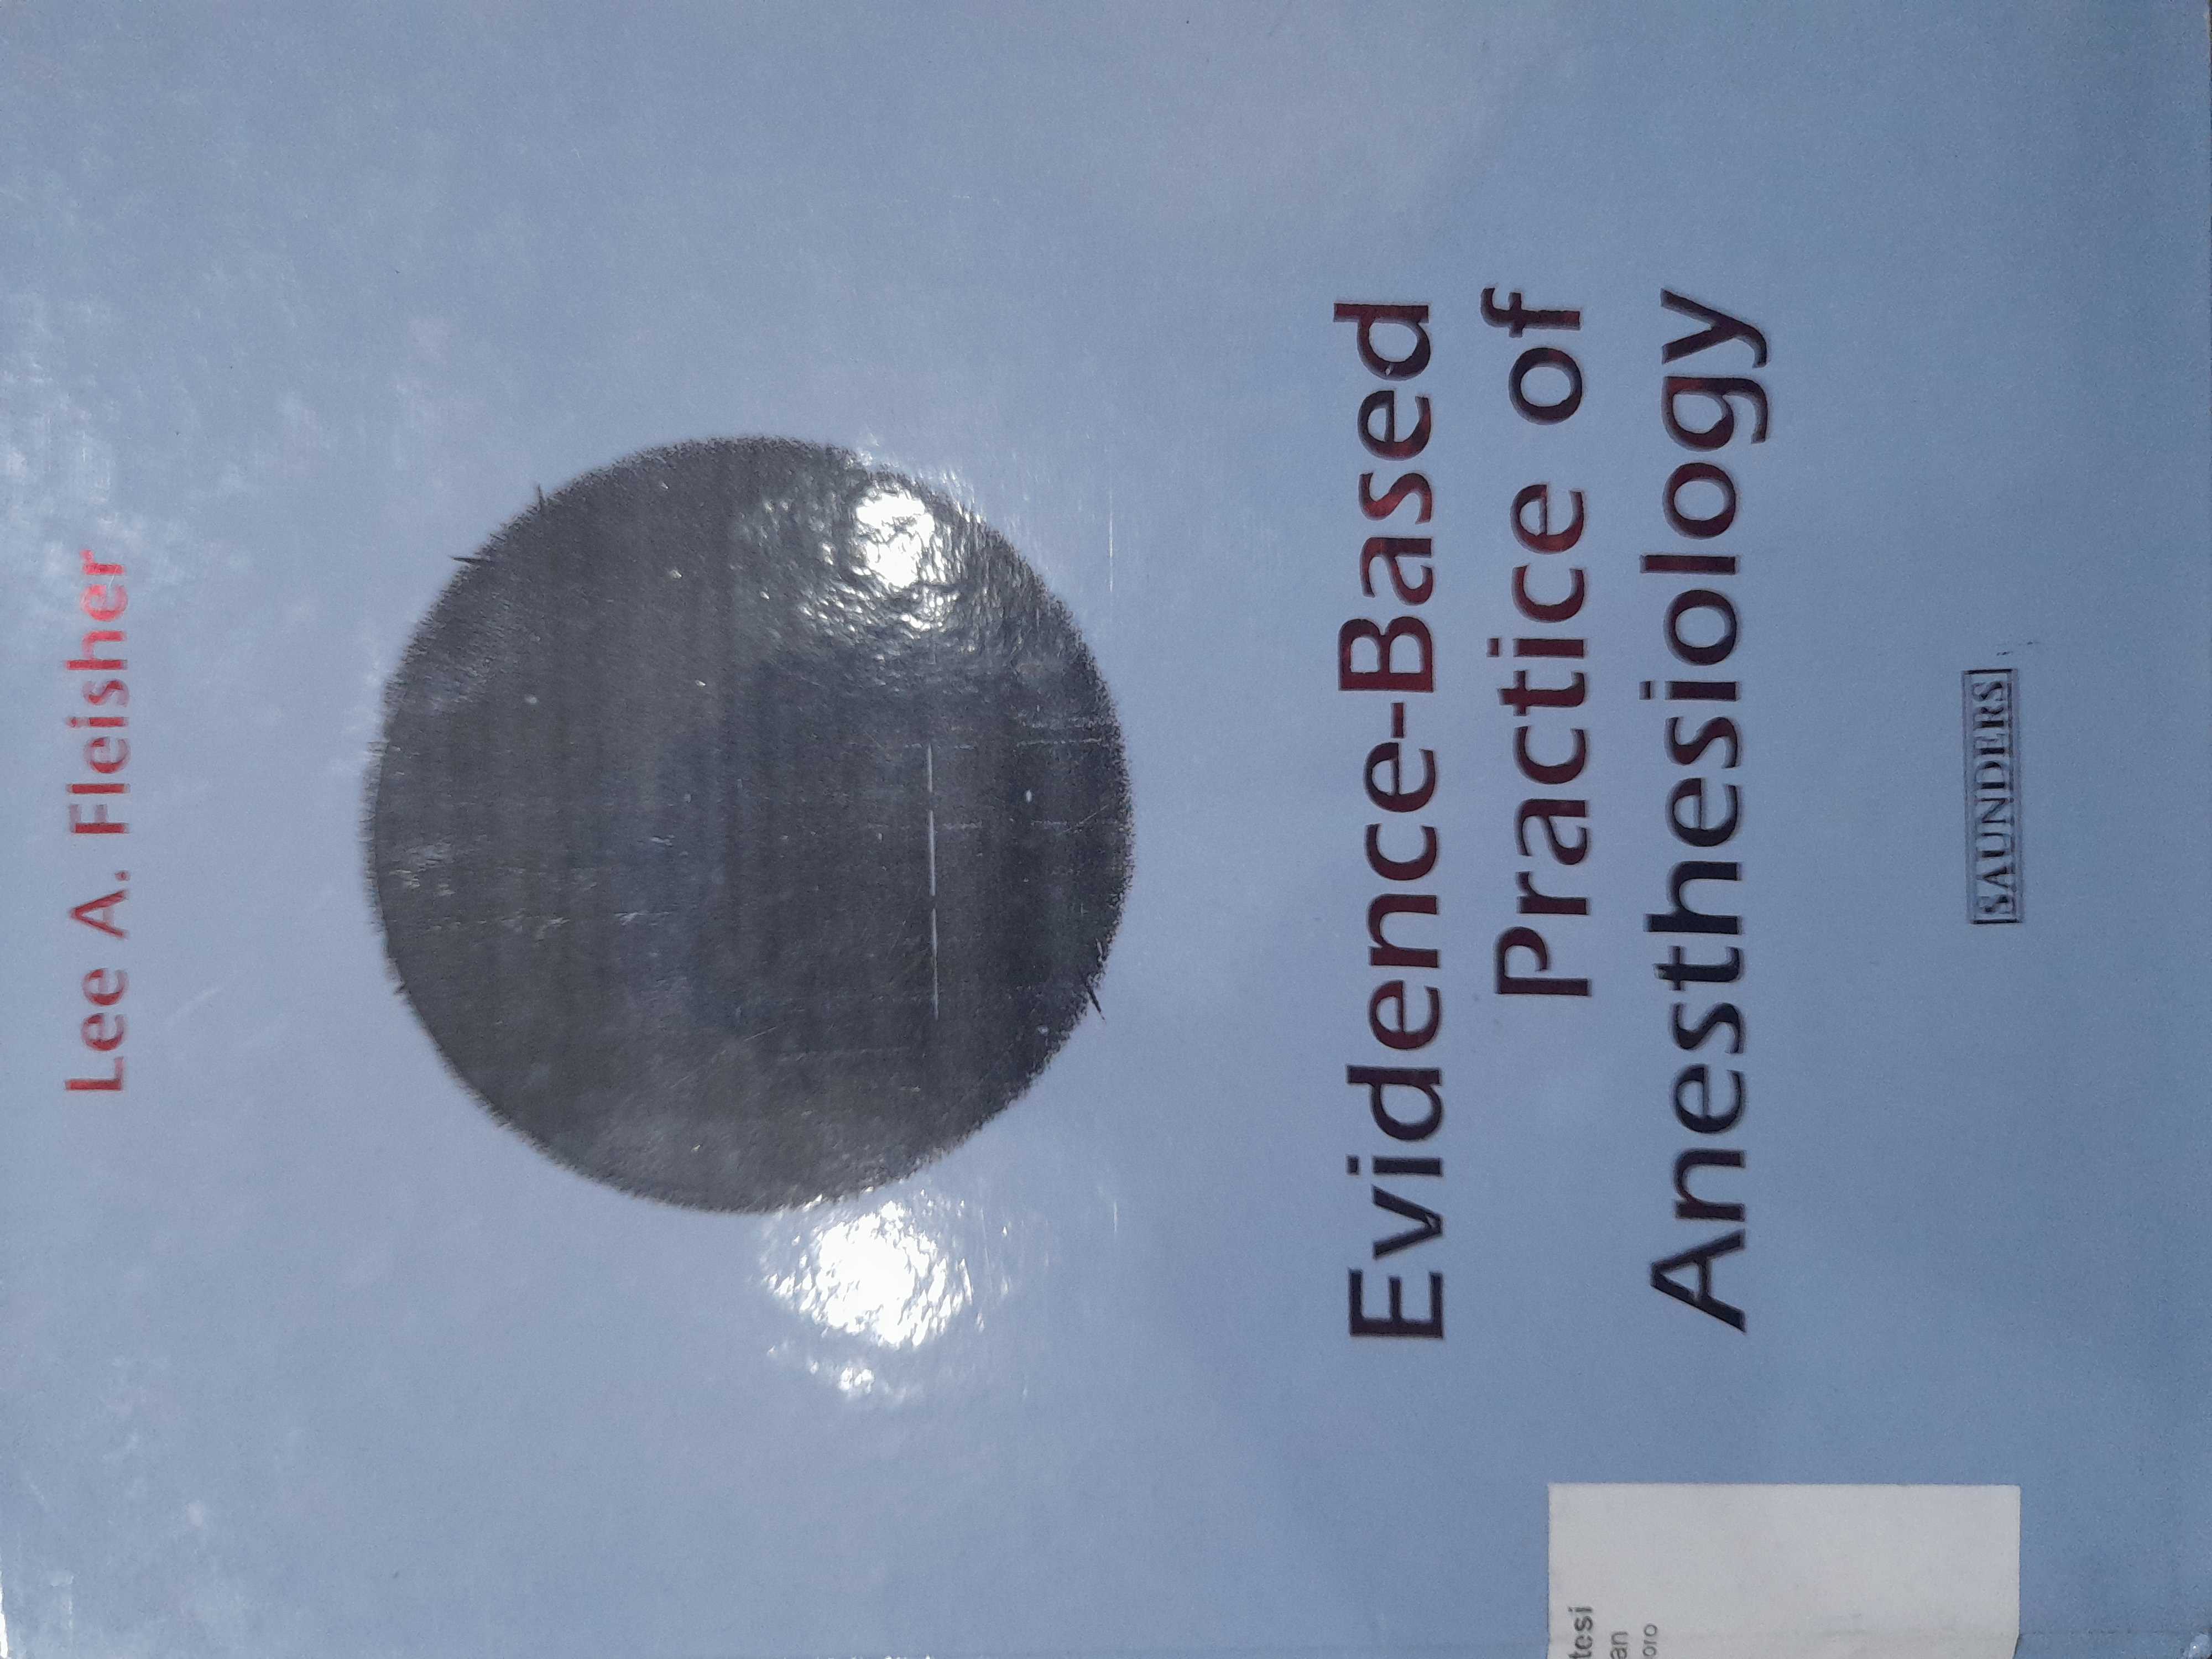 Lee A. Fleisher
Evidence-Based
Practice of
Anesthesiology
SAUNDERS
tesi
an
oro